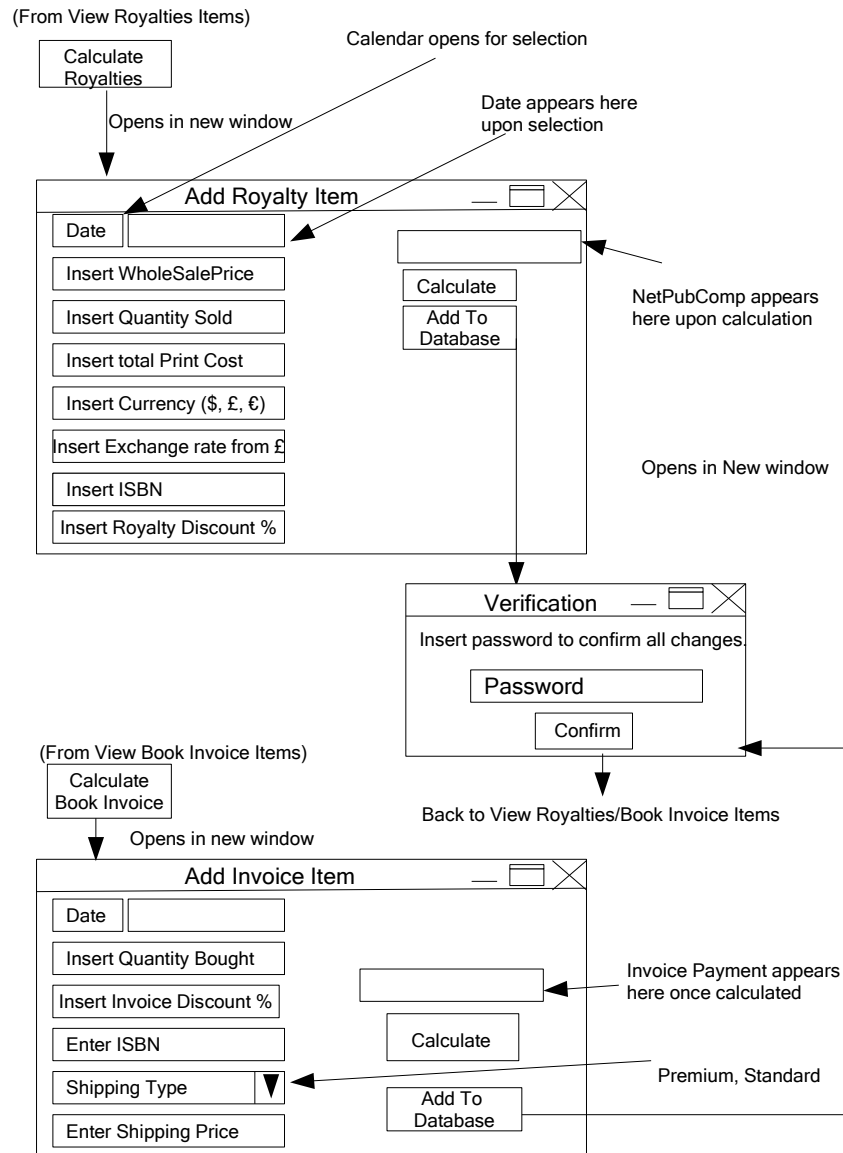 (From View Royalties Items)
Calculate
Royalties
Calendar opens for selection
Opens in new window
Date appears here
upon selection
Add Royalty Item
Date
Insert WholeSalePrice
Insert Quantity Sold
Insert total Print Cost
Insert Currency ($, £, €)
Insert Exchange rate from £
Insert ISBN
Insert Royalty Discount %
Calculate
Add To
Database
NetPubComp appears
here upon calculation
Opens in New window
Verification
Insert password to confirm all changes.
Password
Confirm
Back to View Royalties/Book Invoice Items
(From View Book Invoice Items)
Calculate
Book Invoice
Opens in new window
Add Invoice Item
Date
Insert Quantity Bought
Insert Invoice Discount %
Enter ISBN
Shipping Type
Enter Shipping Price
Calculate
Add To
Database
Invoice Payment appears
here once calculated
Premium, Standard